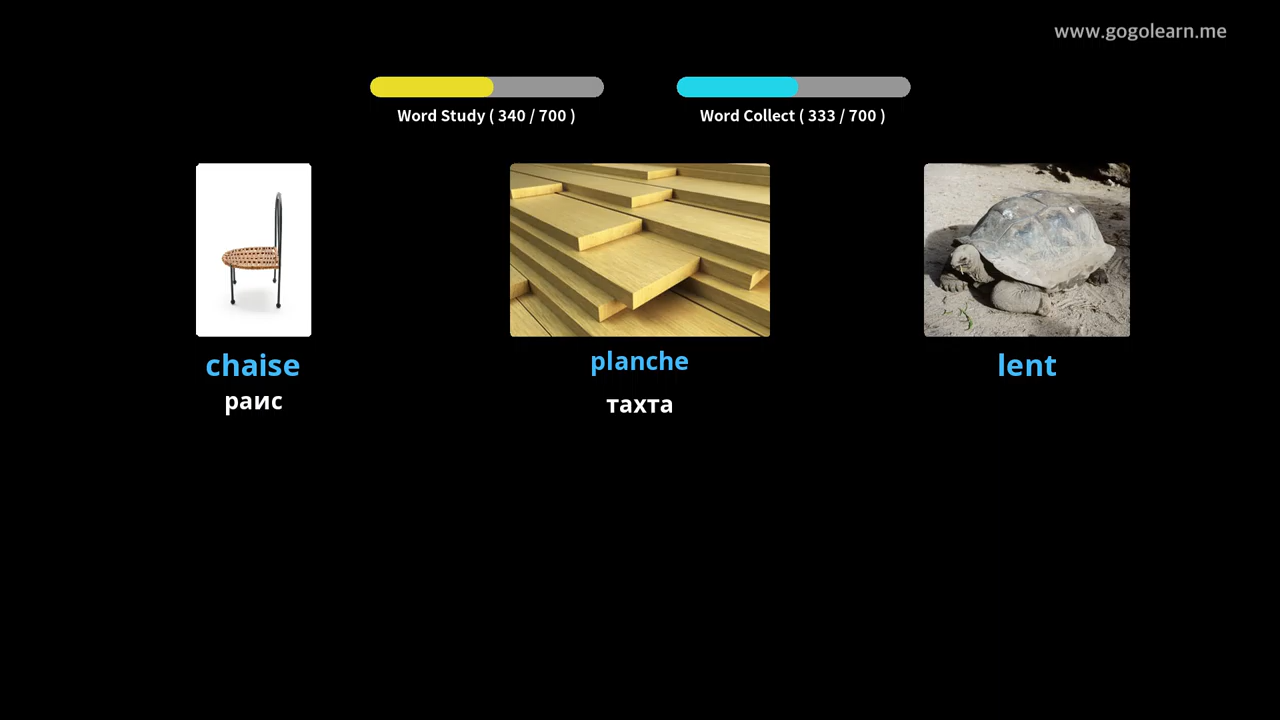 www.gogolearn.me
Word Study ( 340 / 700 )
Word Collect ( 333 / 700 )
chaise
planche
lent
раис
тахта